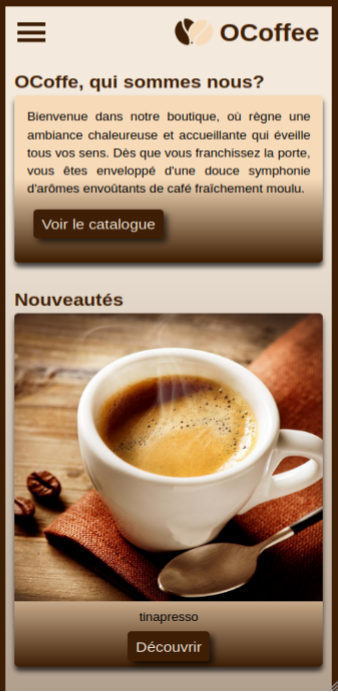 OCoffee
OCoffe, qui sommes nous?
Bienvenue dans notre boutique, où règne une
ambiance chaleureuse et accueillante qui éveille
tous vos sens. Dès que vous franchissez la porte,
vous êtes enveloppé d'une douce symphonie
d'arômes envoûtants de café fraîchement moulu.
Voir le catalogue
Nouveautés
tinapresso
Découvrir